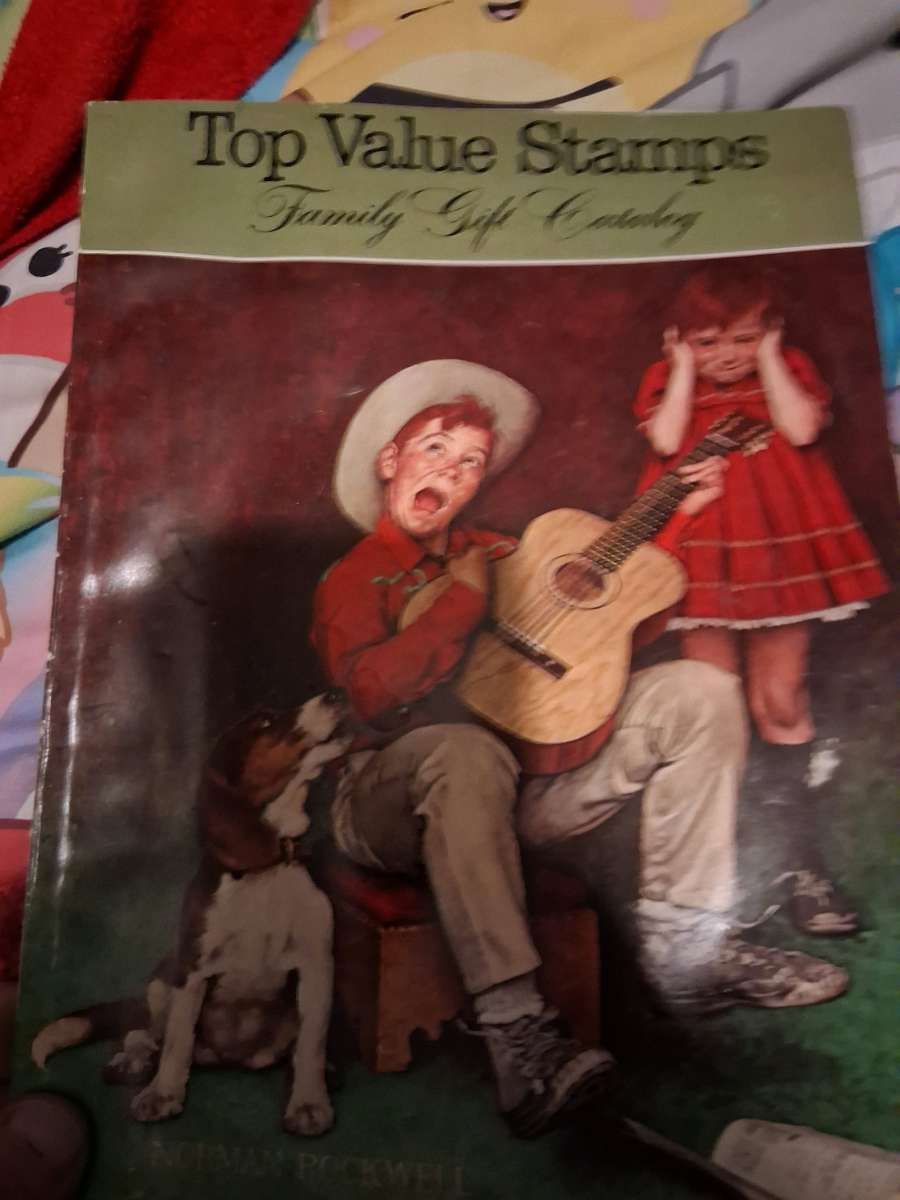 Top Value Stamps
Family Gift Catalog
NORMAN ROCKWELL